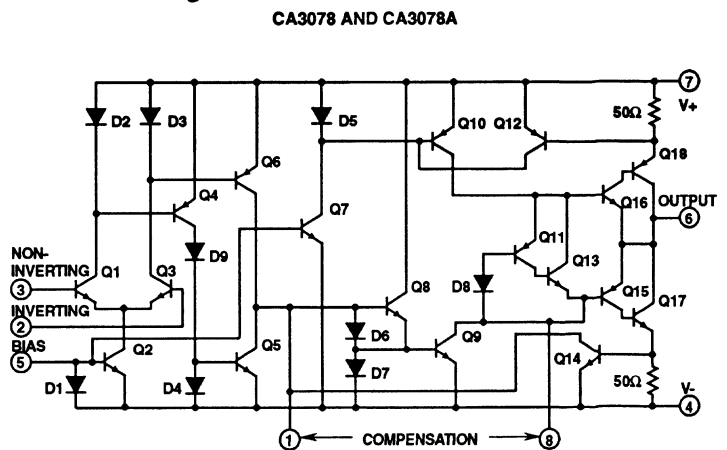 CA3078 AND CA3078A
7
V+
D2
D3
D5
Q10
Q12
50Ω
Q6
Q18
Q4
Q7
Q16
OUTPUT
6
NON-
INVERTING
3
Q1
Q3
D9
Q11
Q13
INVERTING
2
Q8
D8
Q15
Q17
BIAS
5
Q2
Q5
D6
Q9
Q14
D1
D4
D7
50Ω
V-
4
1
COMPENSATION
8